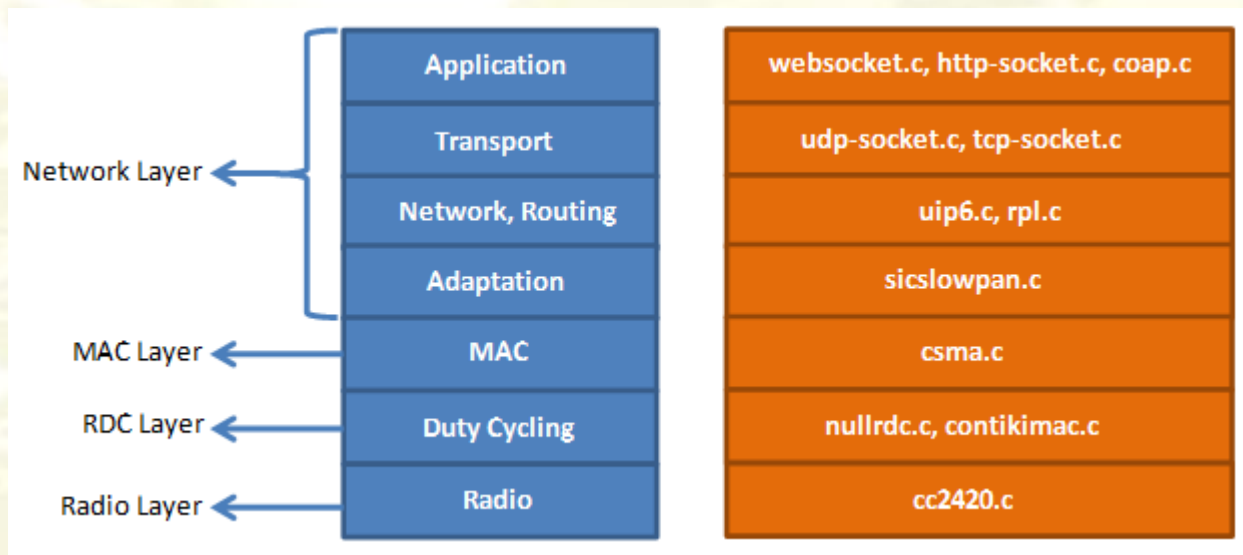 Application
websocket.c, http-socket.c, coap.c
Transport
udp-socket.c, tcp-socket.c
Network Layer
Network, Routing
uip6.c, rpl.c
Adaptation
sicslowpan.c
MAC Layer
MAC
csma.c
RDC Layer
Duty Cycling
nullrdc.c, contikimac.c
Radio Layer
Radio
cc2420.c